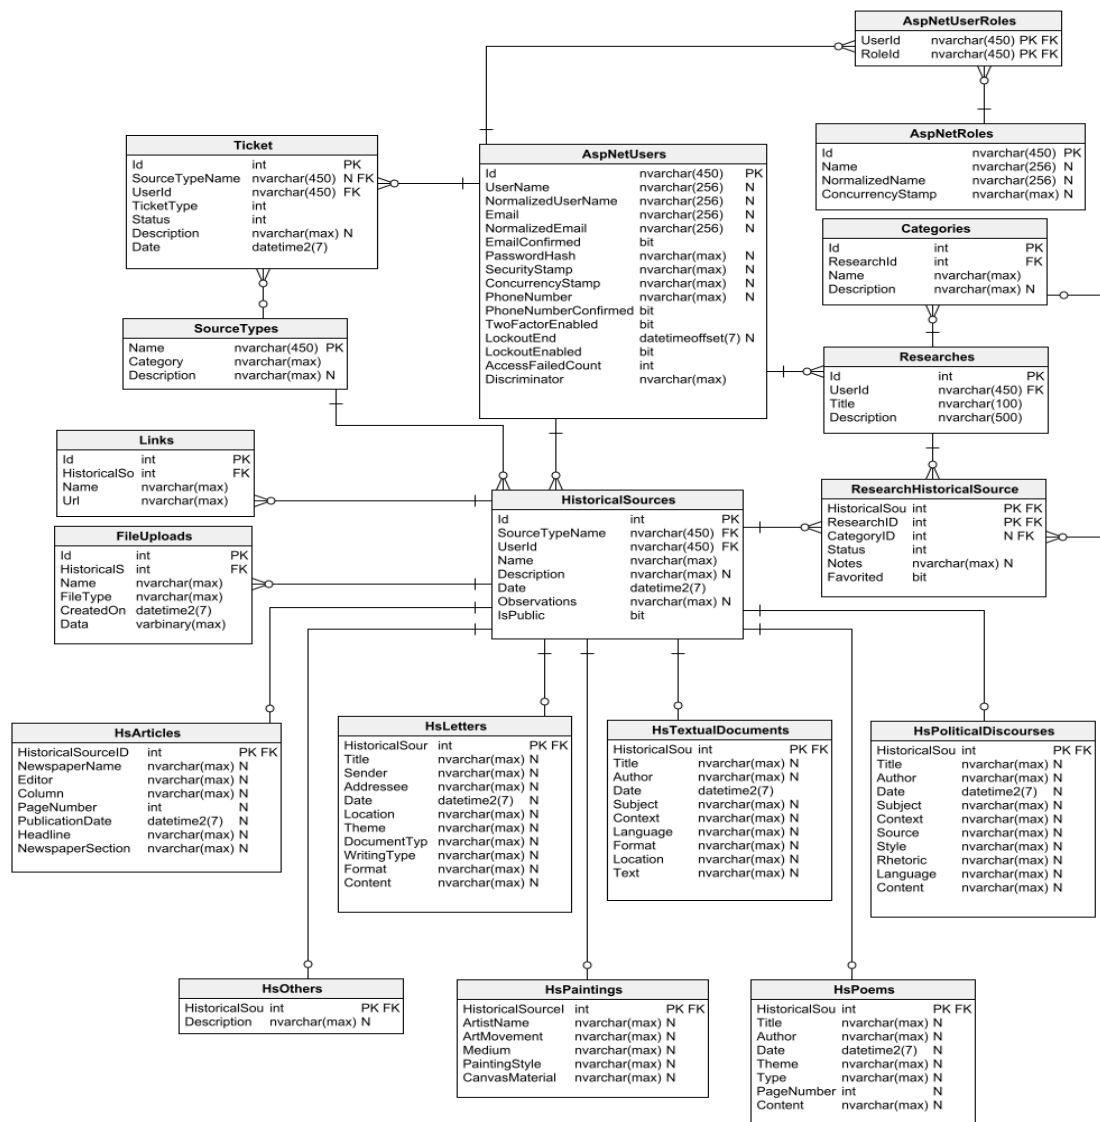 AspNetUserRoles
UserId nvarchar(450) PK FK
RoleId nvarchar(450) PK FK
AspNetRoles
Id nvarchar(450) PK
Name nvarchar(256) N
NormalizedName nvarchar(256) N
ConcurrencyStamp nvarchar(max) N
Ticket
Id int PK
SourceTypeName nvarchar(450) N FK
UserId nvarchar(450) FK
TicketType int
Status int
Description nvarchar(max) N
Date datetime2(7)
AspNetUsers
Id nvarchar(450) PK
UserName nvarchar(256) N
NormalizedUserName nvarchar(256) N
Email nvarchar(256) N
NormalizedEmail nvarchar(256) N
EmailConfirmed bit
PasswordHash nvarchar(max) N
SecurityStamp nvarchar(max) N
ConcurrencyStamp nvarchar(max) N
PhoneNumber nvarchar(max) N
PhoneNumberConfirmed bit
TwoFactorEnabled bit
LockoutEnd datetimeoffset(7) N
LockoutEnabled bit
AccessFailedCount int
Discriminator nvarchar(max)
Categories
Id int PK
ResearchId int FK
Name nvarchar(max)
Description nvarchar(max) N
SourceTypes
Name nvarchar(450) PK
Category nvarchar(max)
Description nvarchar(max) N
Researches
Id int PK
UserId nvarchar(450) FK
Title nvarchar(100)
Description nvarchar(500)
Links
Id int PK
HistoricalSo int FK
Name nvarchar(max)
Url nvarchar(max)
HistoricalSources
Id int PK
SourceTypeName nvarchar(450) FK
UserId nvarchar(450) FK
Name nvarchar(max)
Description nvarchar(max) N
Date datetime2(7)
Observations nvarchar(max) N
IsPublic bit
ResearchHistoricalSource
HistoricalSou int PK FK
ResearchID int PK FK
CategoryID int N FK
Status int
Notes nvarchar(max) N
Favorited bit
FileUploads
Id int PK
HistoricalS int FK
Name nvarchar(max)
FileType nvarchar(max)
CreatedOn datetime2(7)
Data varbinary(max)
HsArticles
HistoricalSourceID int PK FK
NewspaperName nvarchar(max) N
Editor nvarchar(max) N
Column nvarchar(max) N
PageNumber int N
PublicationDate datetime2(7) N
Headline nvarchar(max) N
NewspaperSection nvarchar(max) N
HsLetters
HistoricalSour int PK FK
Title nvarchar(max) N
Sender nvarchar(max) N
Addressee nvarchar(max) N
Date datetime2(7) N
Location nvarchar(max) N
Theme nvarchar(max) N
DocumentTyp nvarchar(max) N
WritingType nvarchar(max) N
Format nvarchar(max) N
Content nvarchar(max) N
HsTextualDocuments
HistoricalSou int PK FK
Title nvarchar(max) N
Author nvarchar(max) N
Date datetime2(7)
Subject nvarchar(max) N
Context nvarchar(max) N
Language nvarchar(max) N
Format nvarchar(max) N
Location nvarchar(max) N
Text nvarchar(max) N
HsPoliticalDiscourses
HistoricalSou int PK FK
Title nvarchar(max) N
Author nvarchar(max) N
Date datetime2(7) N
Subject nvarchar(max) N
Context nvarchar(max) N
Source nvarchar(max) N
Style nvarchar(max) N
Rhetoric nvarchar(max) N
Language nvarchar(max) N
Content nvarchar(max) N
HsOthers
HistoricalSou int PK FK
Description nvarchar(max) N
HsPaintings
HistoricalSourceI int PK FK
ArtistName nvarchar(max) N
ArtMovement nvarchar(max) N
Medium nvarchar(max) N
PaintingStyle nvarchar(max) N
CanvasMaterial nvarchar(max) N
HsPoems
HistoricalSou int PK FK
Title nvarchar(max) N
Author nvarchar(max) N
Date datetime2(7) N
Theme nvarchar(max) N
Type nvarchar(max) N
PageNumber int N
Content nvarchar(max) N